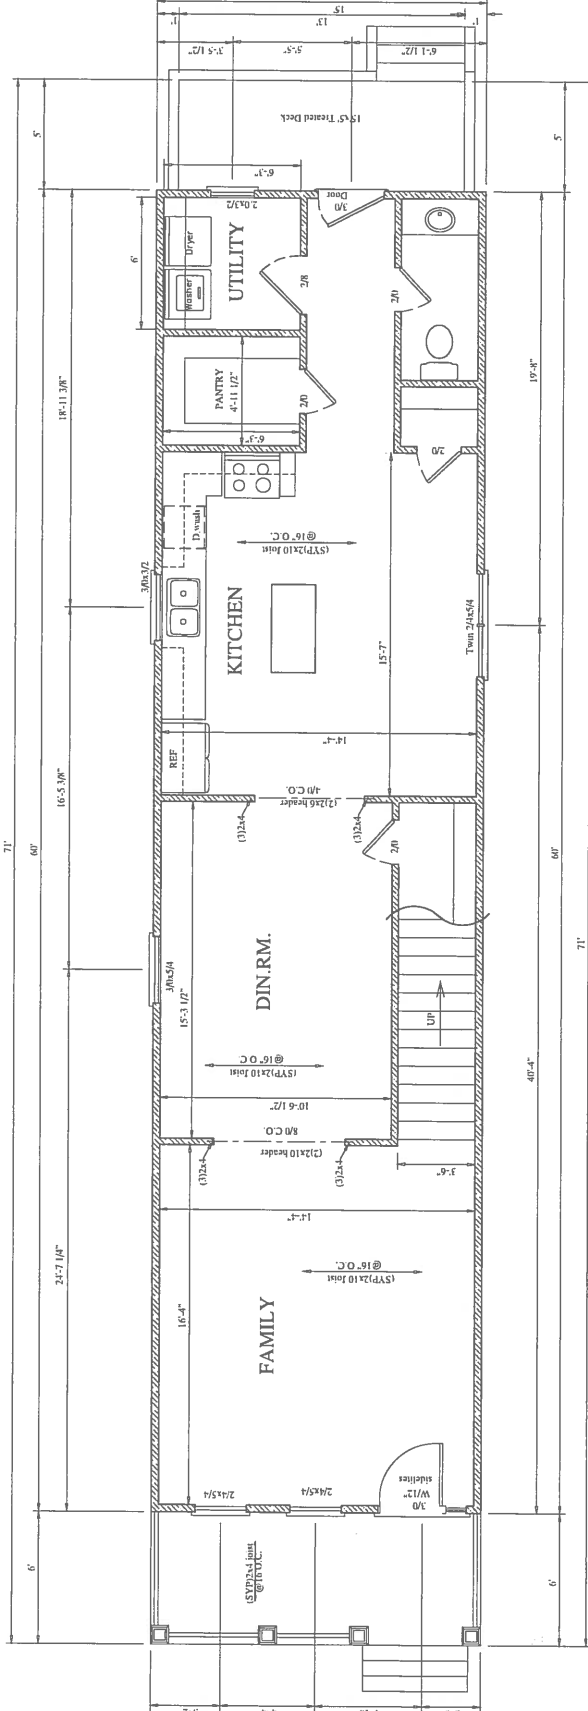 15'
1'
13'
1'
3'-5 1/2"
5'-5"
6'-1 1/2"
15'x5' Treated Deck
5'
5'
6'-3"
2.0x3/2
3/0
Door
6'
Dryer
Washer
UTILITY
2/8
2/0
18'-11 3/8"
19'-8"
PANTRY
4'-11 1/2"
2/0
6'-3"
2/0
D.wash
(SYP)2x10 Joist
@16" O.C.
3/0x3/2
KITCHEN
Twin 2/4x5/4
15'-7"
14'-4"
REF
16'-5 3/8"
4/0 C.O.
(2)2x6 header
(3)2x4
(3)2x4
2/0
71'
60'
60'
71'
DIN.RM.
3/0x5/4
15'-3 1/2"
UP
(SYP)2x10 Joist
@16" O.C
40'-4"
10'-6 1/2"
8/0 C.O.
(2)2x10 header
(3)2x4
(3)2x4
3'-6"
14'-4"
24'-7 1/4"
(SYP)2x10 Joist
@16" O.C.
16'-4"
FAMILY
2/4x5/4
2/4x5/4
3/0
W/12"
sidelites
(SYP)2x4 joist
@16 O.C.
6'
6'